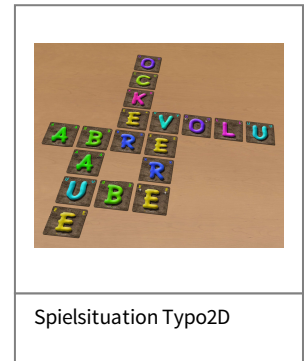 O
C
K
EVOLU
ABRE
A R
UBE
E
Spielsituation Typo2D